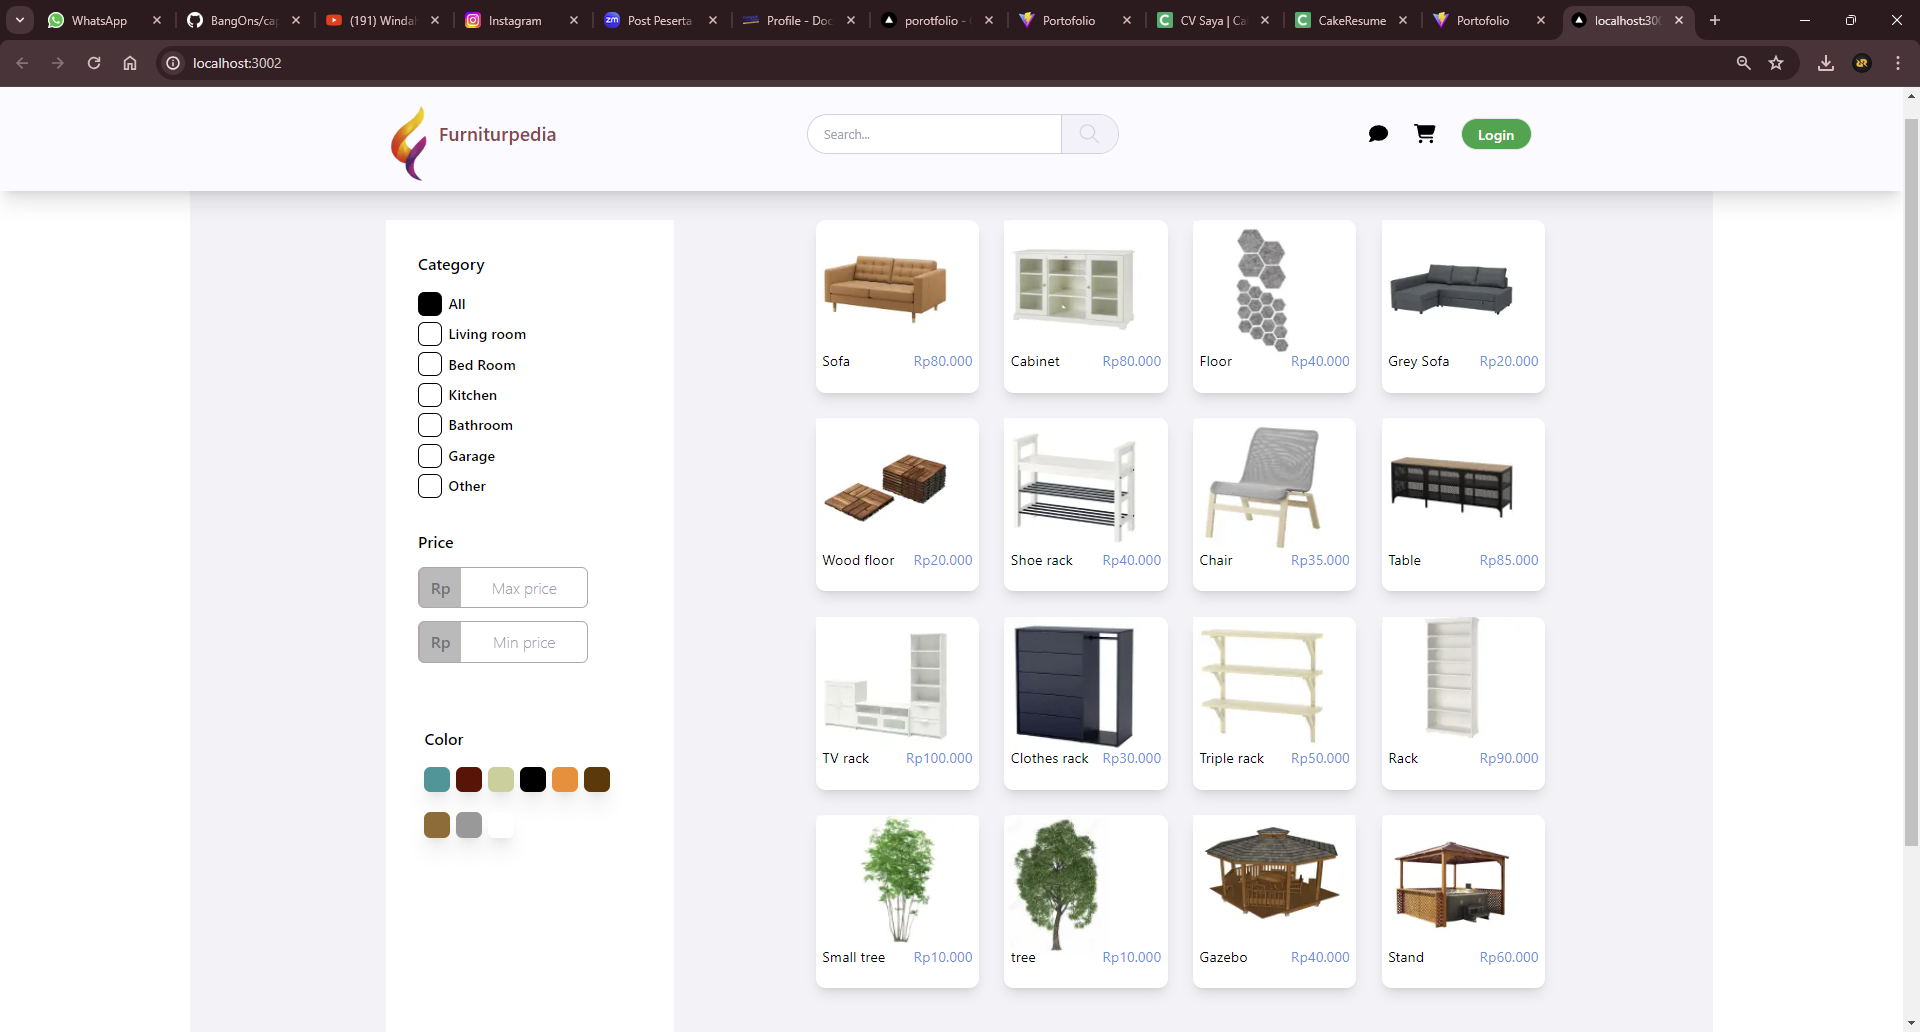 WhatsApp
BangOns/cap
(191) Windah
Instagram
Post Peserta
Profile - Doc
porotfolio -
Portofolio
CV Saya | Ca
CakeResume
Portofolio
localhost:300
localhost:3002
Furniturpedia
Search...
Login
Category
All
Living room
Bed Room
Kitchen
Bathroom
Garage
Other
Price
Rp Max price
Rp Min price
Color
Sofa Rp80.000
Cabinet Rp80.000
Floor Rp40.000
Grey Sofa Rp20.000
Wood floor Rp20.000
Shoe rack Rp40.000
Chair Rp35.000
Table Rp85.000
TV rack Rp100.000
Clothes rack Rp30.000
Triple rack Rp50.000
Rack Rp90.000
Small tree Rp10.000
tree Rp10.000
Gazebo Rp40.000
Stand Rp60.000